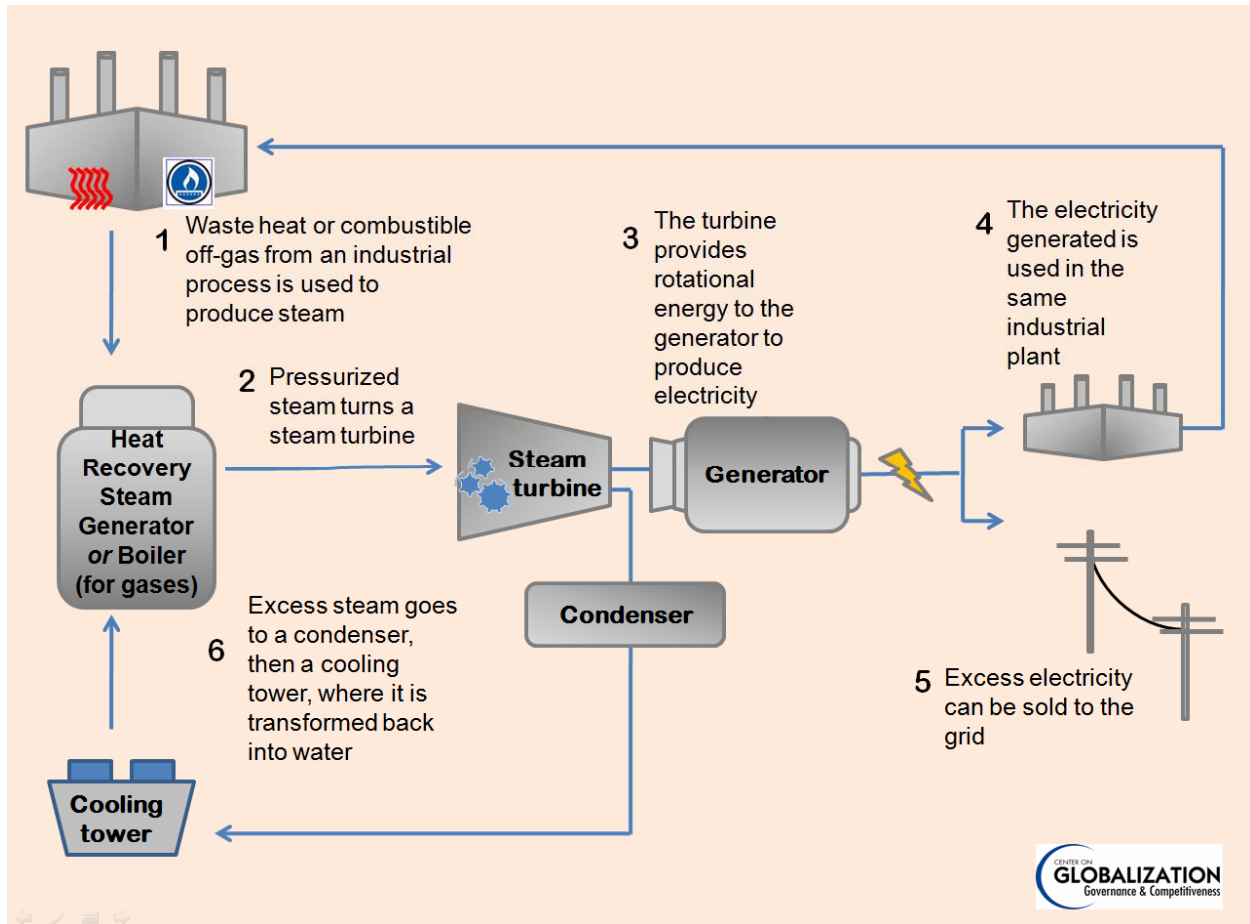 1 Waste heat or combustible
off-gas from an industrial
process is used to
produce steam
2 Pressurized
steam turns a
steam turbine
3 The turbine
provides
rotational
energy to the
generator to
produce
electricity
4 The electricity
generated is
used in the
same
industrial
plant
Heat
Recovery
Steam
Generator
or Boiler
(for gases)
Steam
turbine
Generator
Condenser
5 Excess electricity
can be sold to the
grid
6 Excess steam goes
to a condenser,
then a cooling
tower, where it is
transformed back
into water
Cooling
tower
CENTER ON
GLOBALIZATION
Governance & Competitiveness